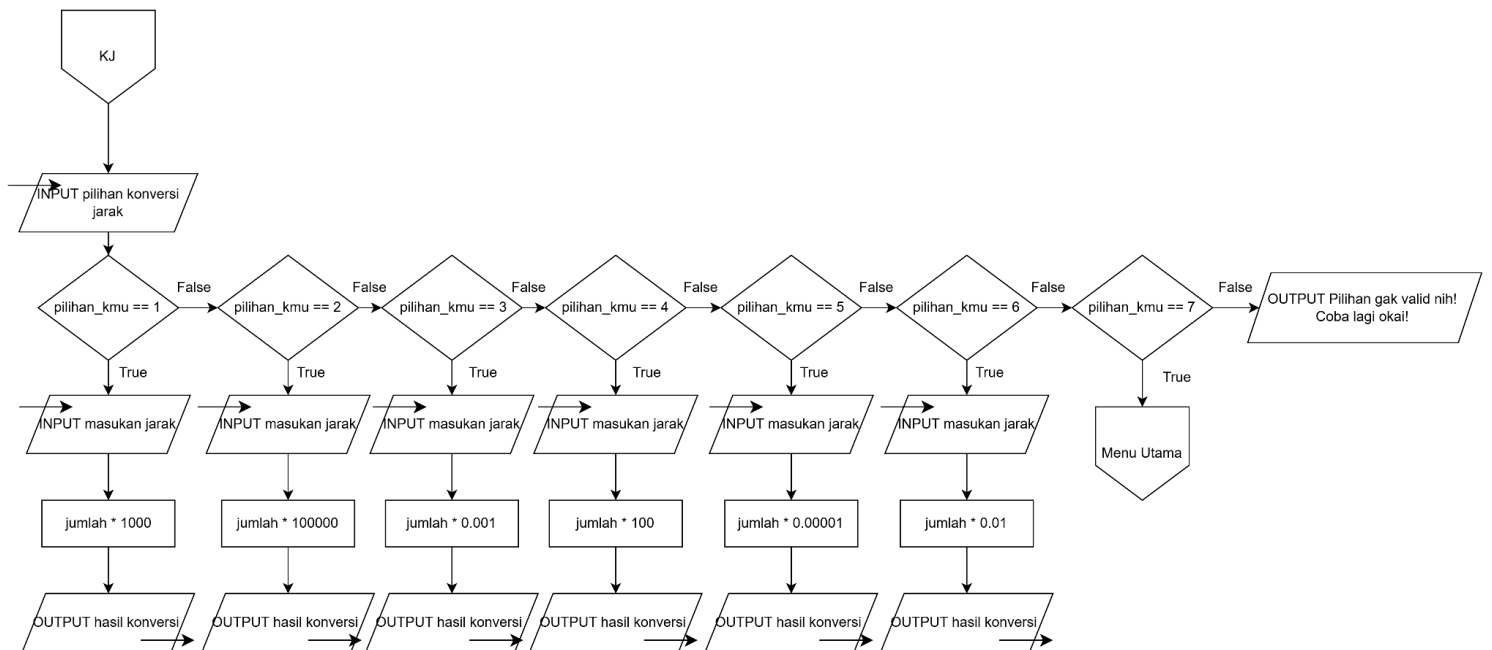 KJ
INPUT pilihan konversi
jarak
pilihan_kmu == 1
False
pilihan_kmu == 2
False
pilihan_kmu == 3
False
pilihan_kmu == 4
False
pilihan_kmu == 5
False
pilihan_kmu == 6
False
pilihan_kmu == 7
False
OUTPUT Pilihan gak valid nih!
Coba lagi okai!
True
True
True
True
True
True
True
INPUT masukan jarak
INPUT masukan jarak
INPUT masukan jarak
INPUT masukan jarak
INPUT masukan jarak
INPUT masukan jarak
Menu Utama
jumlah * 1000
jumlah * 100000
jumlah * 0.001
jumlah * 100
jumlah * 0.00001
jumlah * 0.01
OUTPUT hasil konversi
OUTPUT hasil konversi
OUTPUT hasil konversi
OUTPUT hasil konversi
OUTPUT hasil konversi
OUTPUT hasil konversi